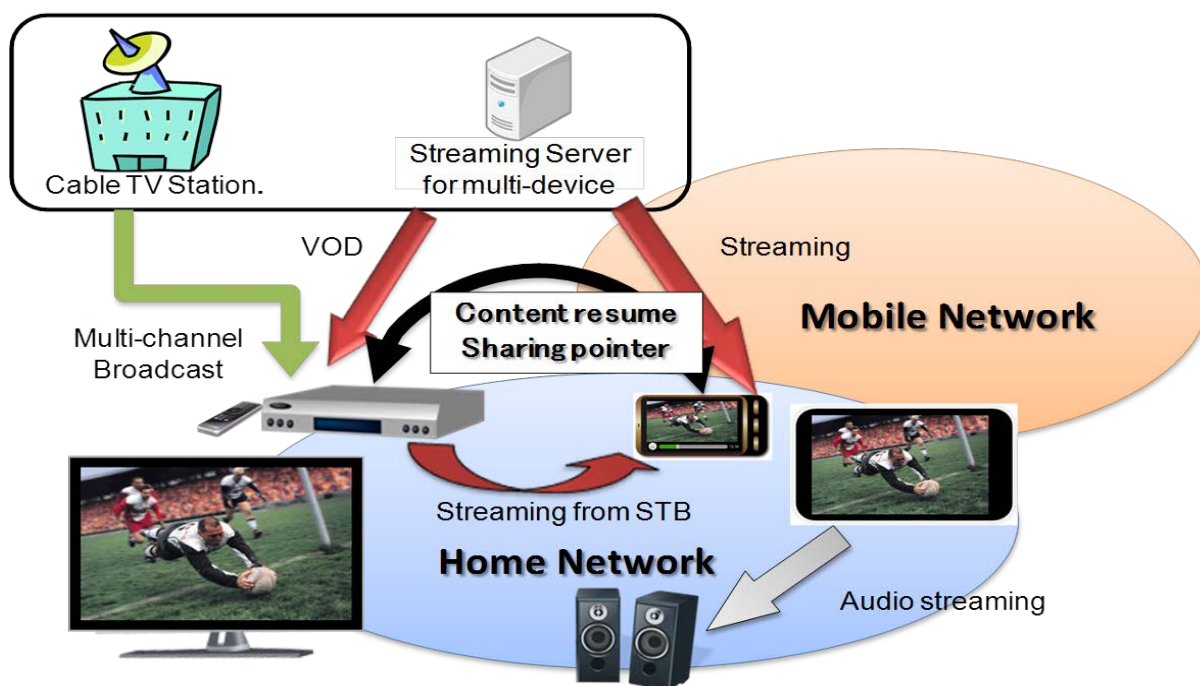 Cable TV Station.
Streaming Server
for multi-device
VOD
Streaming
Multi-channel
Broadcast
Content resume
Sharing pointer
Mobile Network
Streaming from STB
Home Network
Audio streaming